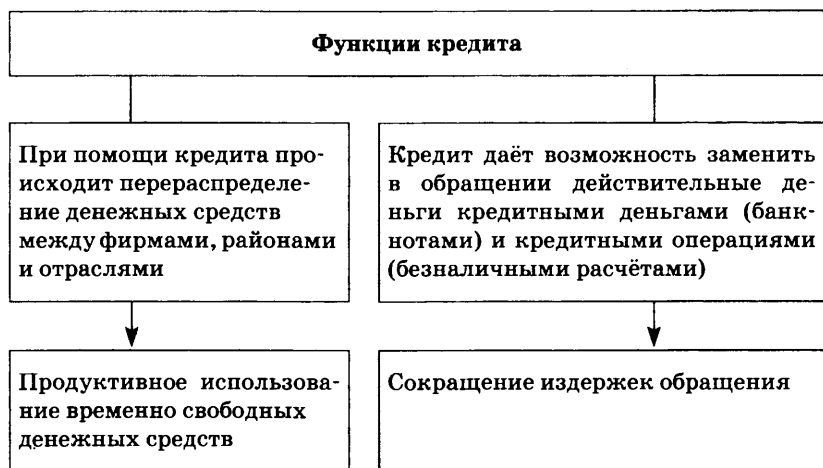 Функции кредита
При помощи кредита про-
исходит перераспределе-
ние денежных средств
между фирмами, районами
и отраслями
Кредит даёт возможность заменить
в обращении действительные де-
ньги кредитными деньгами (банк-
нотами) и кредитными операциями
(безналичными расчётами)
Продуктивное использова-
ние временно свободных
денежных средств
Сокращение издержек обращения